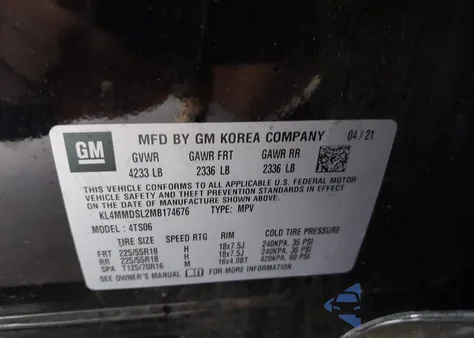 GM
MFD BY GM KOREA COMPANY 04/21
GVWR GAWR FRT GAWR RR
4233 LB 2336 LB 2336 LB
THIS VEHICLE CONFORMS TO ALL APPLICABLE U.S. FEDERAL MOTOR
VEHICLE SAFETY AND THEFT PREVENTION STANDARDS IN EFFECT ON
THE DATE OF MANUFACTURE SHOWN ABOVE.
KL4MMDSL2MB174676 TYPE: MPV
MODEL: 4TS06
TIRE SIZE SPEED RTG RIM COLD TIRE PRESSURE
FRT 225/55R18 H 18x7.5J 240KPA, 35 PSI
RR 225/55R18 H 18x7.5J 240KPA, 35 PSI
SPA T125/70R16 M 16x4.0BT 420KPA, 60 PSI
SEE OWNER'S MANUAL FOR MORE INFORMATION.